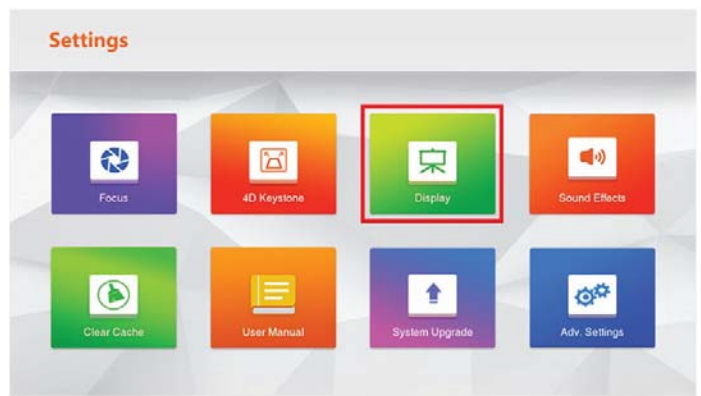 Settings
Focus
4D Keystone
Display
Sound Effects
Clear Cache
User Manual
System Upgrade
Adv. Settings